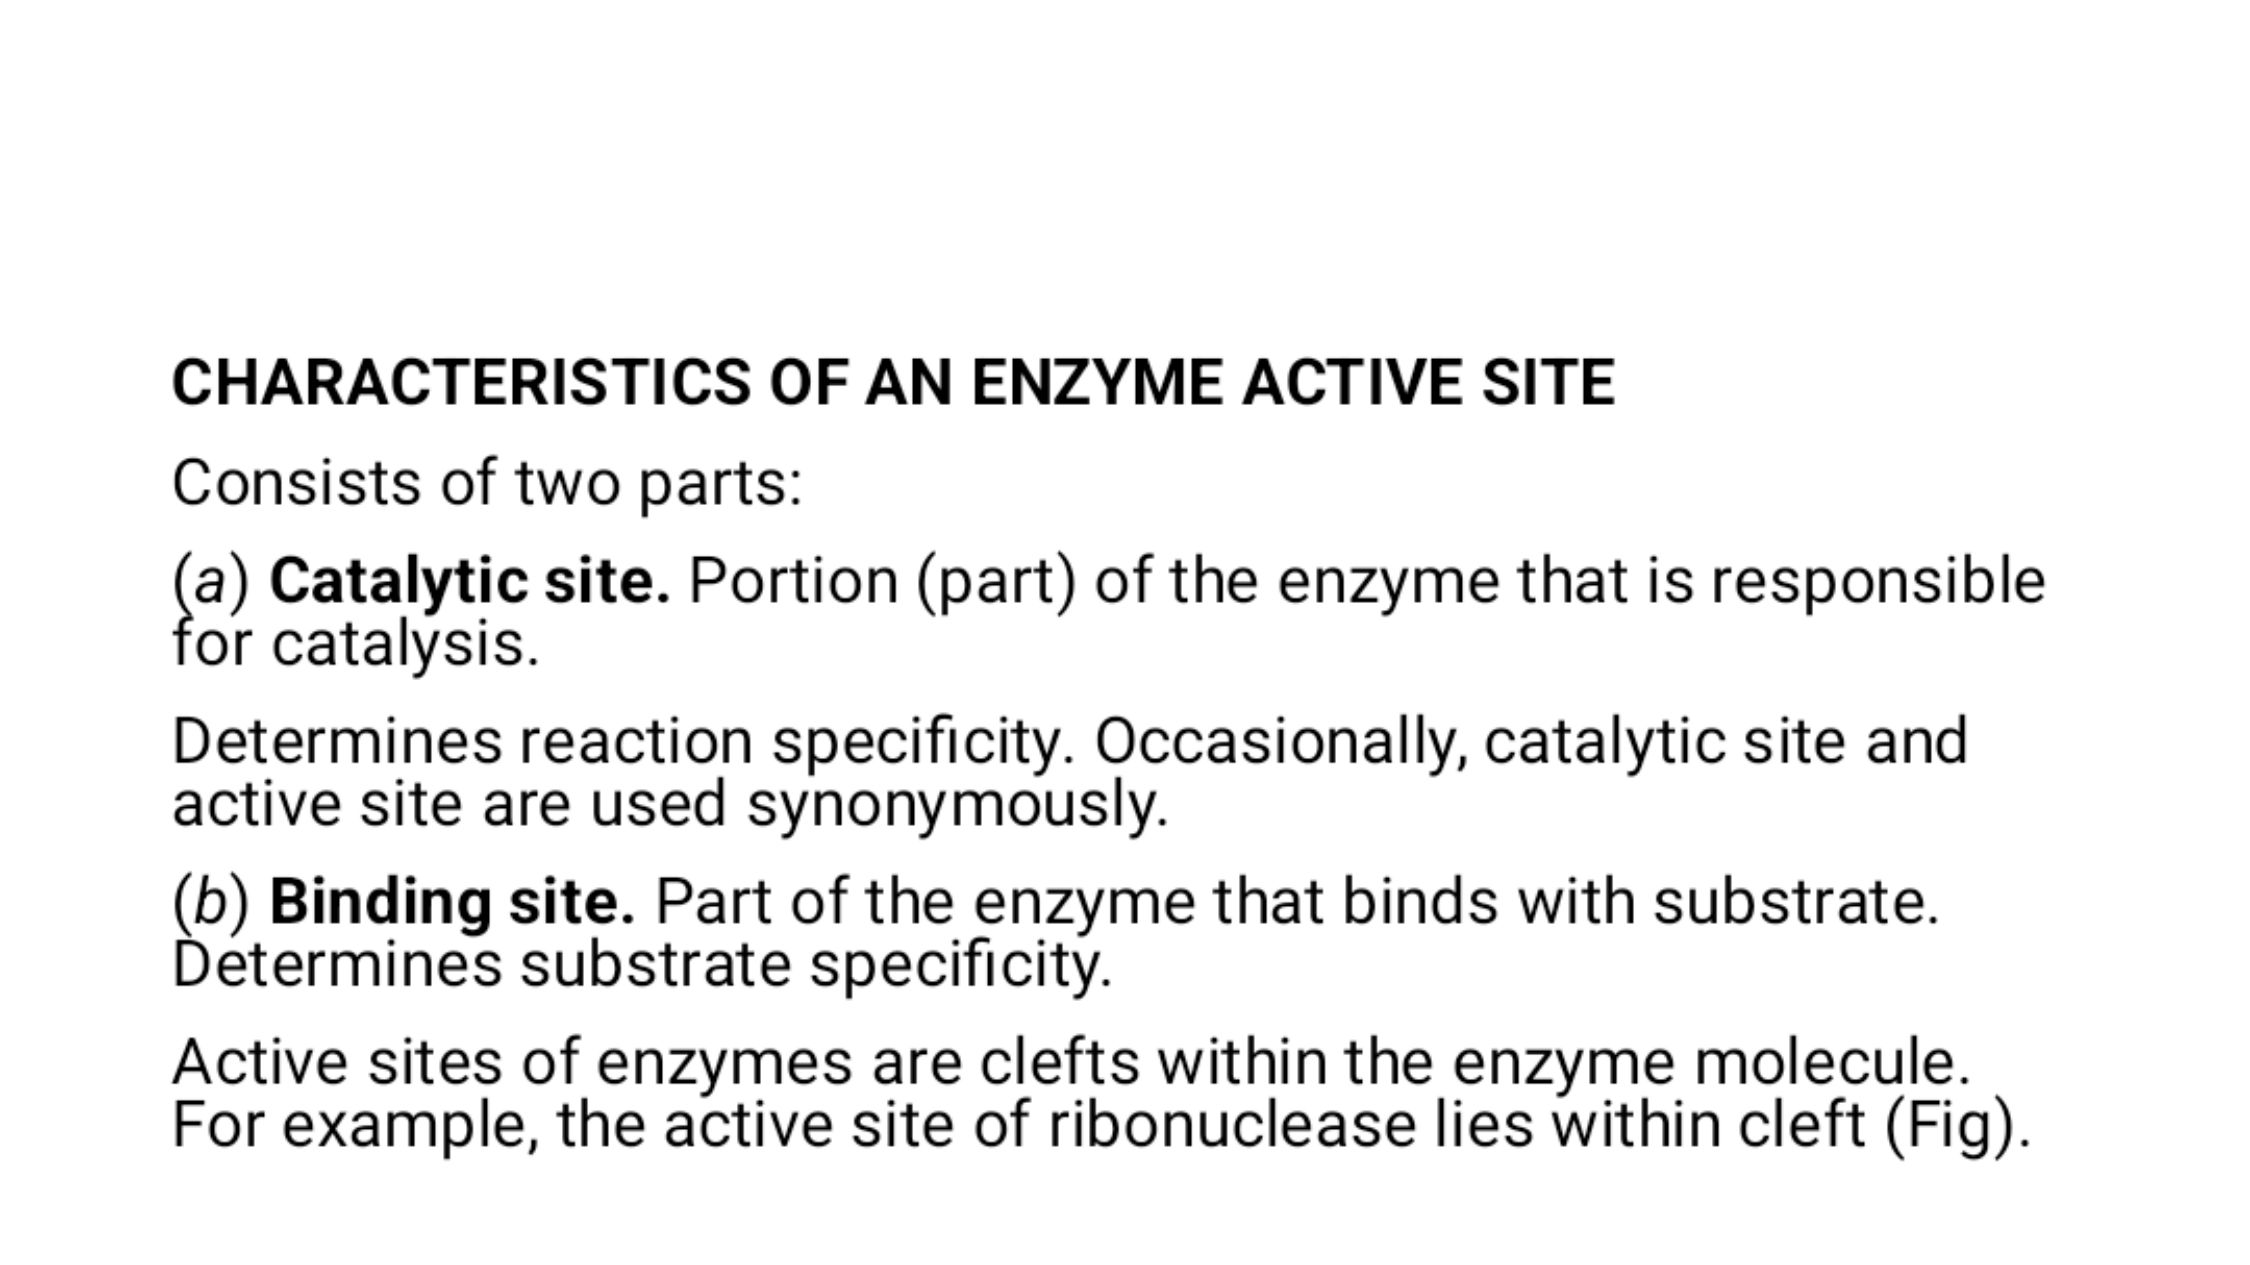 CHARACTERISTICS OF AN ENZYME ACTIVE SITE
Consists of two parts:
(a) Catalytic site. Portion (part) of the enzyme that is responsible
for catalysis.
Determines reaction specificity. Occasionally, catalytic site and
active site are used synonymously.
(b) Binding site. Part of the enzyme that binds with substrate.
Determines substrate specificity.
Active sites of enzymes are clefts within the enzyme molecule.
For example, the active site of ribonuclease lies within cleft (Fig).